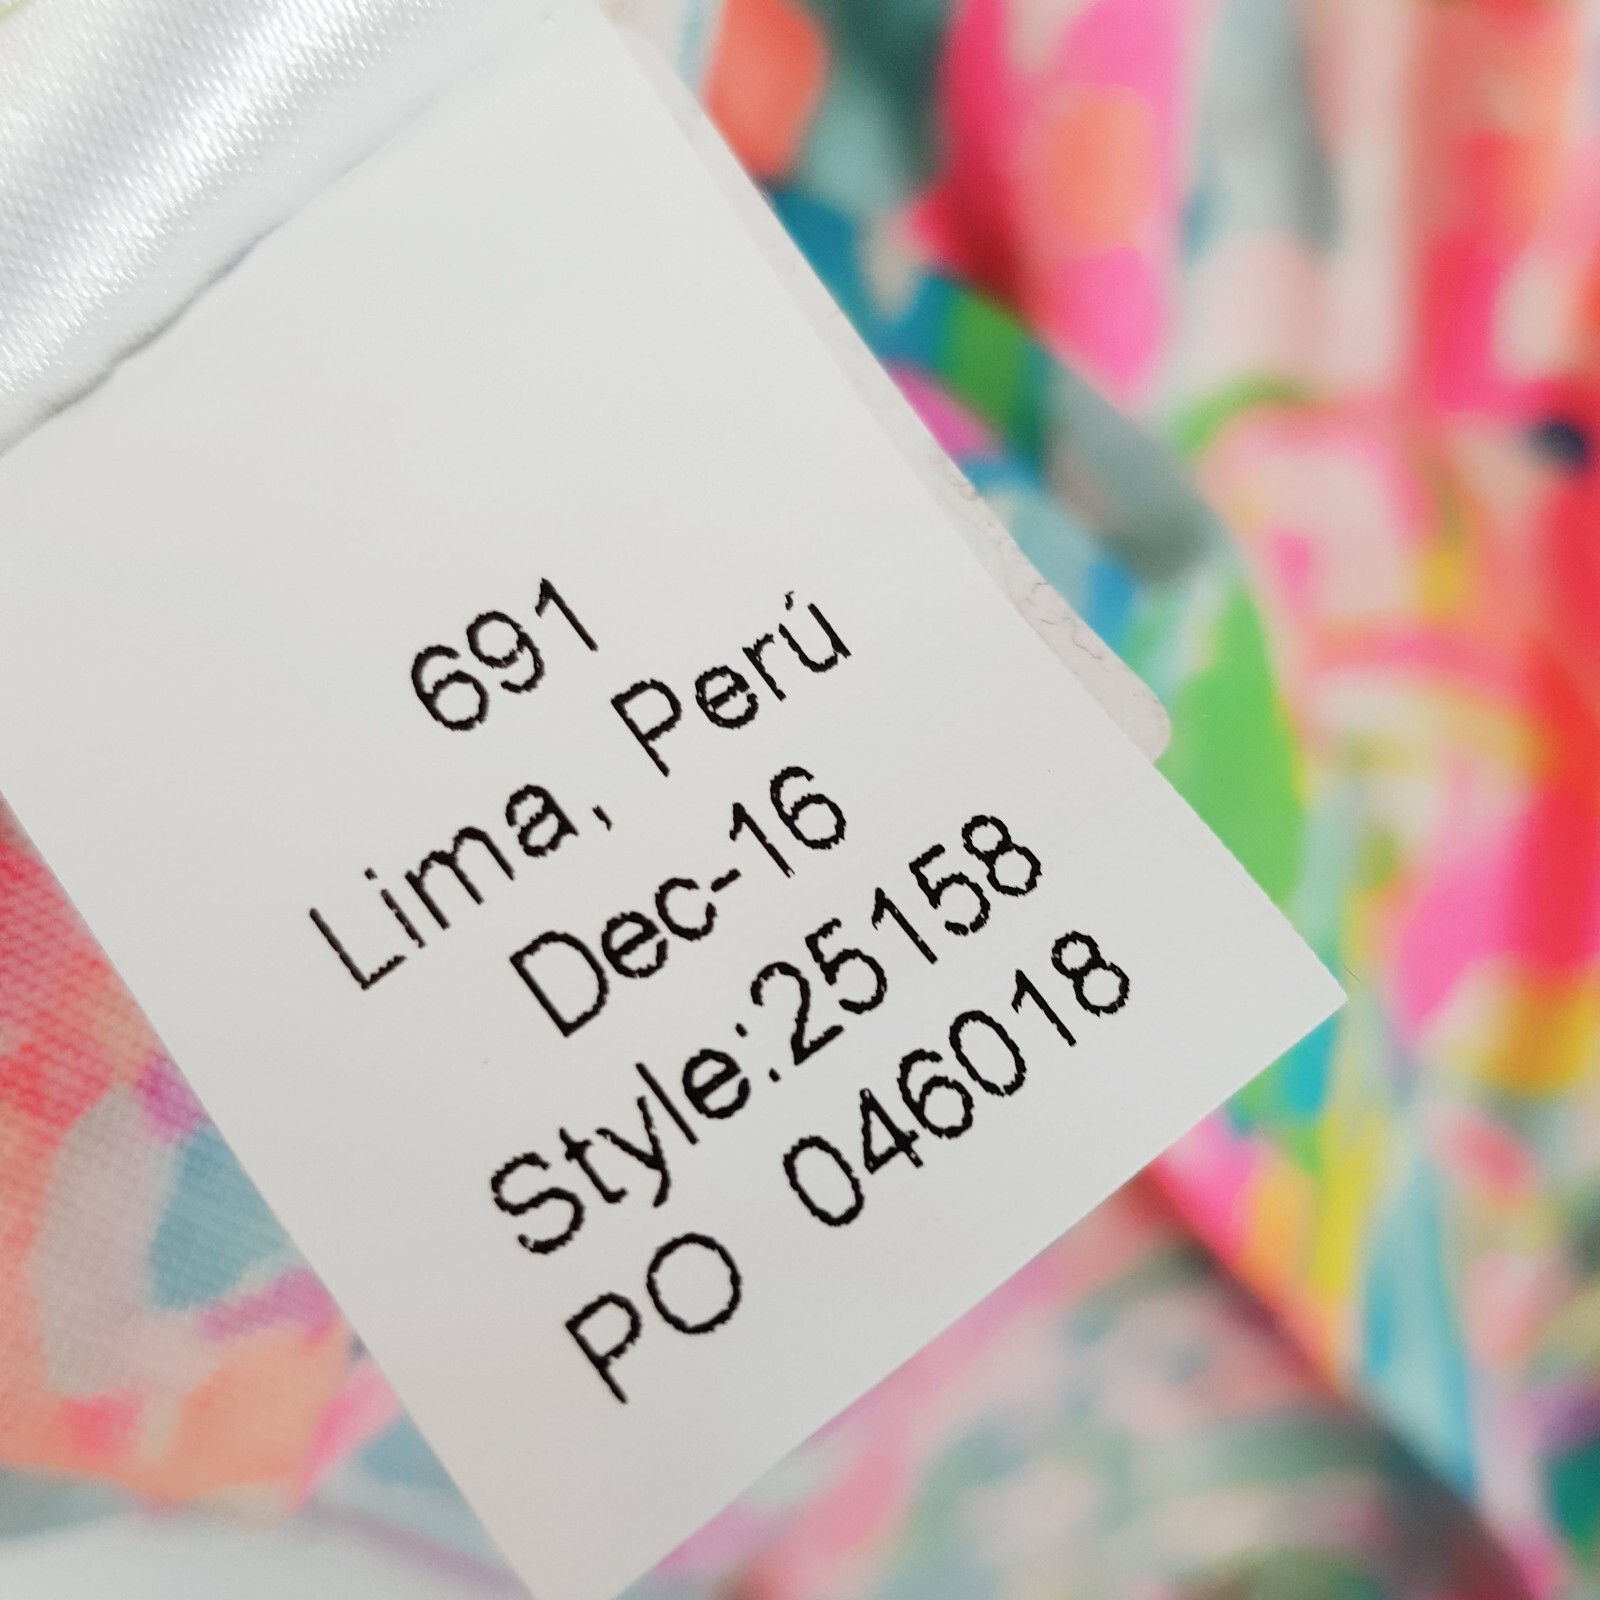 691
Lima, Perú
Dec-16
Style:25158
PO 046018